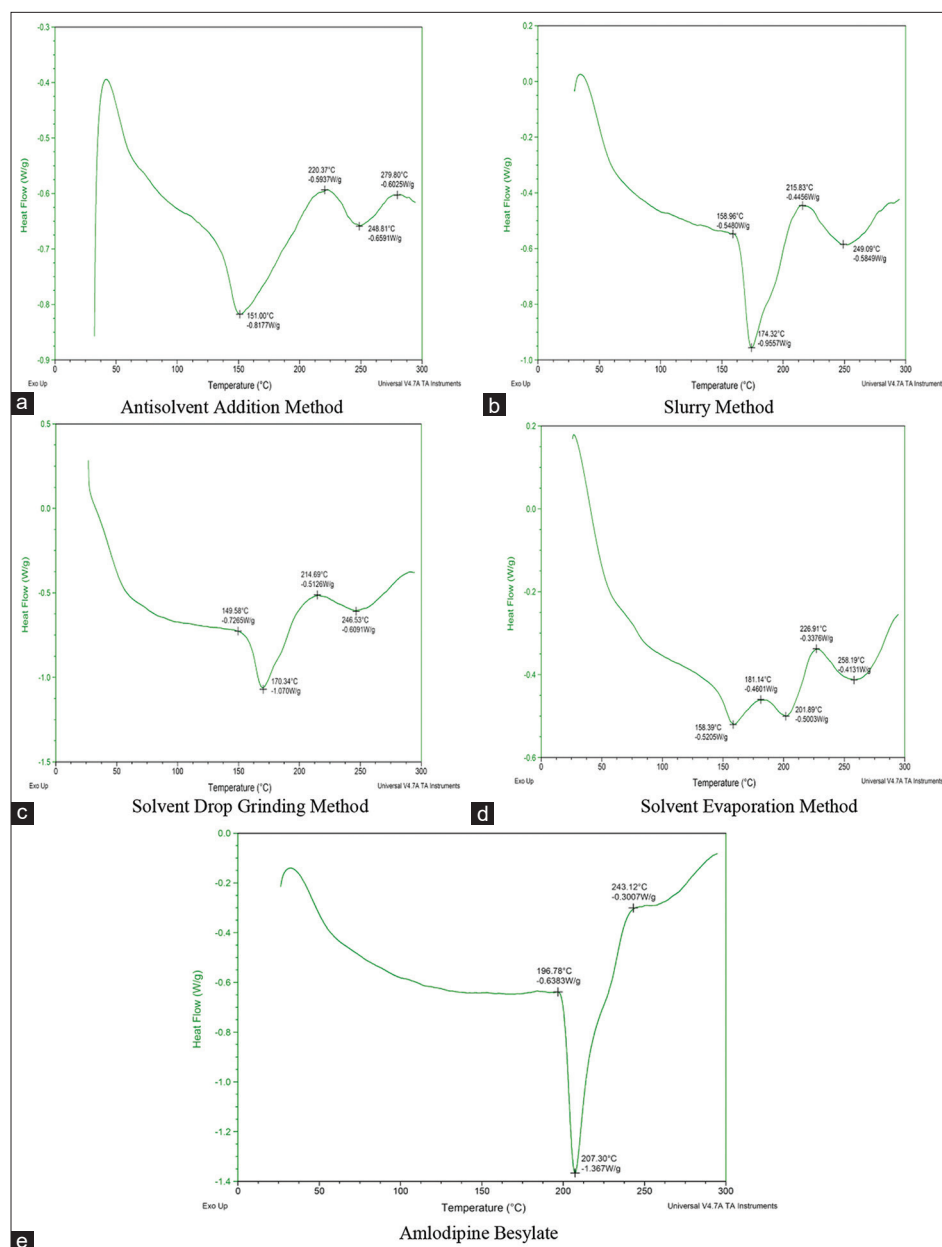 -0.3
-0.4
-0.5
-0.6
-0.7
-0.8
-0.9
Heat Flow (W/g)
220.37°C
-0.5937W/g
279.80°C
-0.6025W/g
248.81°C
-0.6591W/g
151.00°C
-0.8177W/g
0 50 100 150 200 250 300
Exo Up Temperature (°C) Universal V4.7A TA Instruments
a Antisolvent Addition Method
0.2
0.0
-0.2
-0.4
-0.6
-0.8
-1.0
Heat Flow (W/g)
158.96°C
-0.5480W/g
215.83°C
-0.4456W/g
249.09°C
-0.5849W/g
174.32°C
-0.9557W/g
0 50 100 150 200 250 300
Exo Up Temperature (°C) Universal V4.7A TA Instruments
b Slurry Method
0.5
0.0
-0.5
-1.0
-1.5
Heat Flow (W/g)
149.58°C
-0.7265W/g
214.69°C
-0.5126W/g
246.53°C
-0.6091W/g
170.34°C
-1.070W/g
0 50 100 150 200 250 300
Exo Up Temperature (°C) Universal V4.7A TA Instruments
c Solvent Drop Grinding Method
0.2
0.0
-0.2
-0.4
-0.6
Heat Flow (W/g)
226.91°C
-0.3376W/g
181.14°C
-0.4601W/g
258.19°C
-0.4131W/g
201.89°C
-0.5003W/g
158.39°C
-0.5205W/g
0 50 100 150 200 250 300
Exo Up Temperature (°C) Universal V4.7A TA Instruments
d Solvent Evaporation Method
0.0
-0.2
-0.4
-0.6
-0.8
-1.0
-1.2
-1.4
Heat Flow (W/g)
243.12°C
-0.3007W/g
196.78°C
-0.6383W/g
207.30°C
-1.367W/g
0 50 100 150 200 250 300
Exo Up Temperature (°C) Universal V4.7A TA Instruments
e Amlodipine Besylate